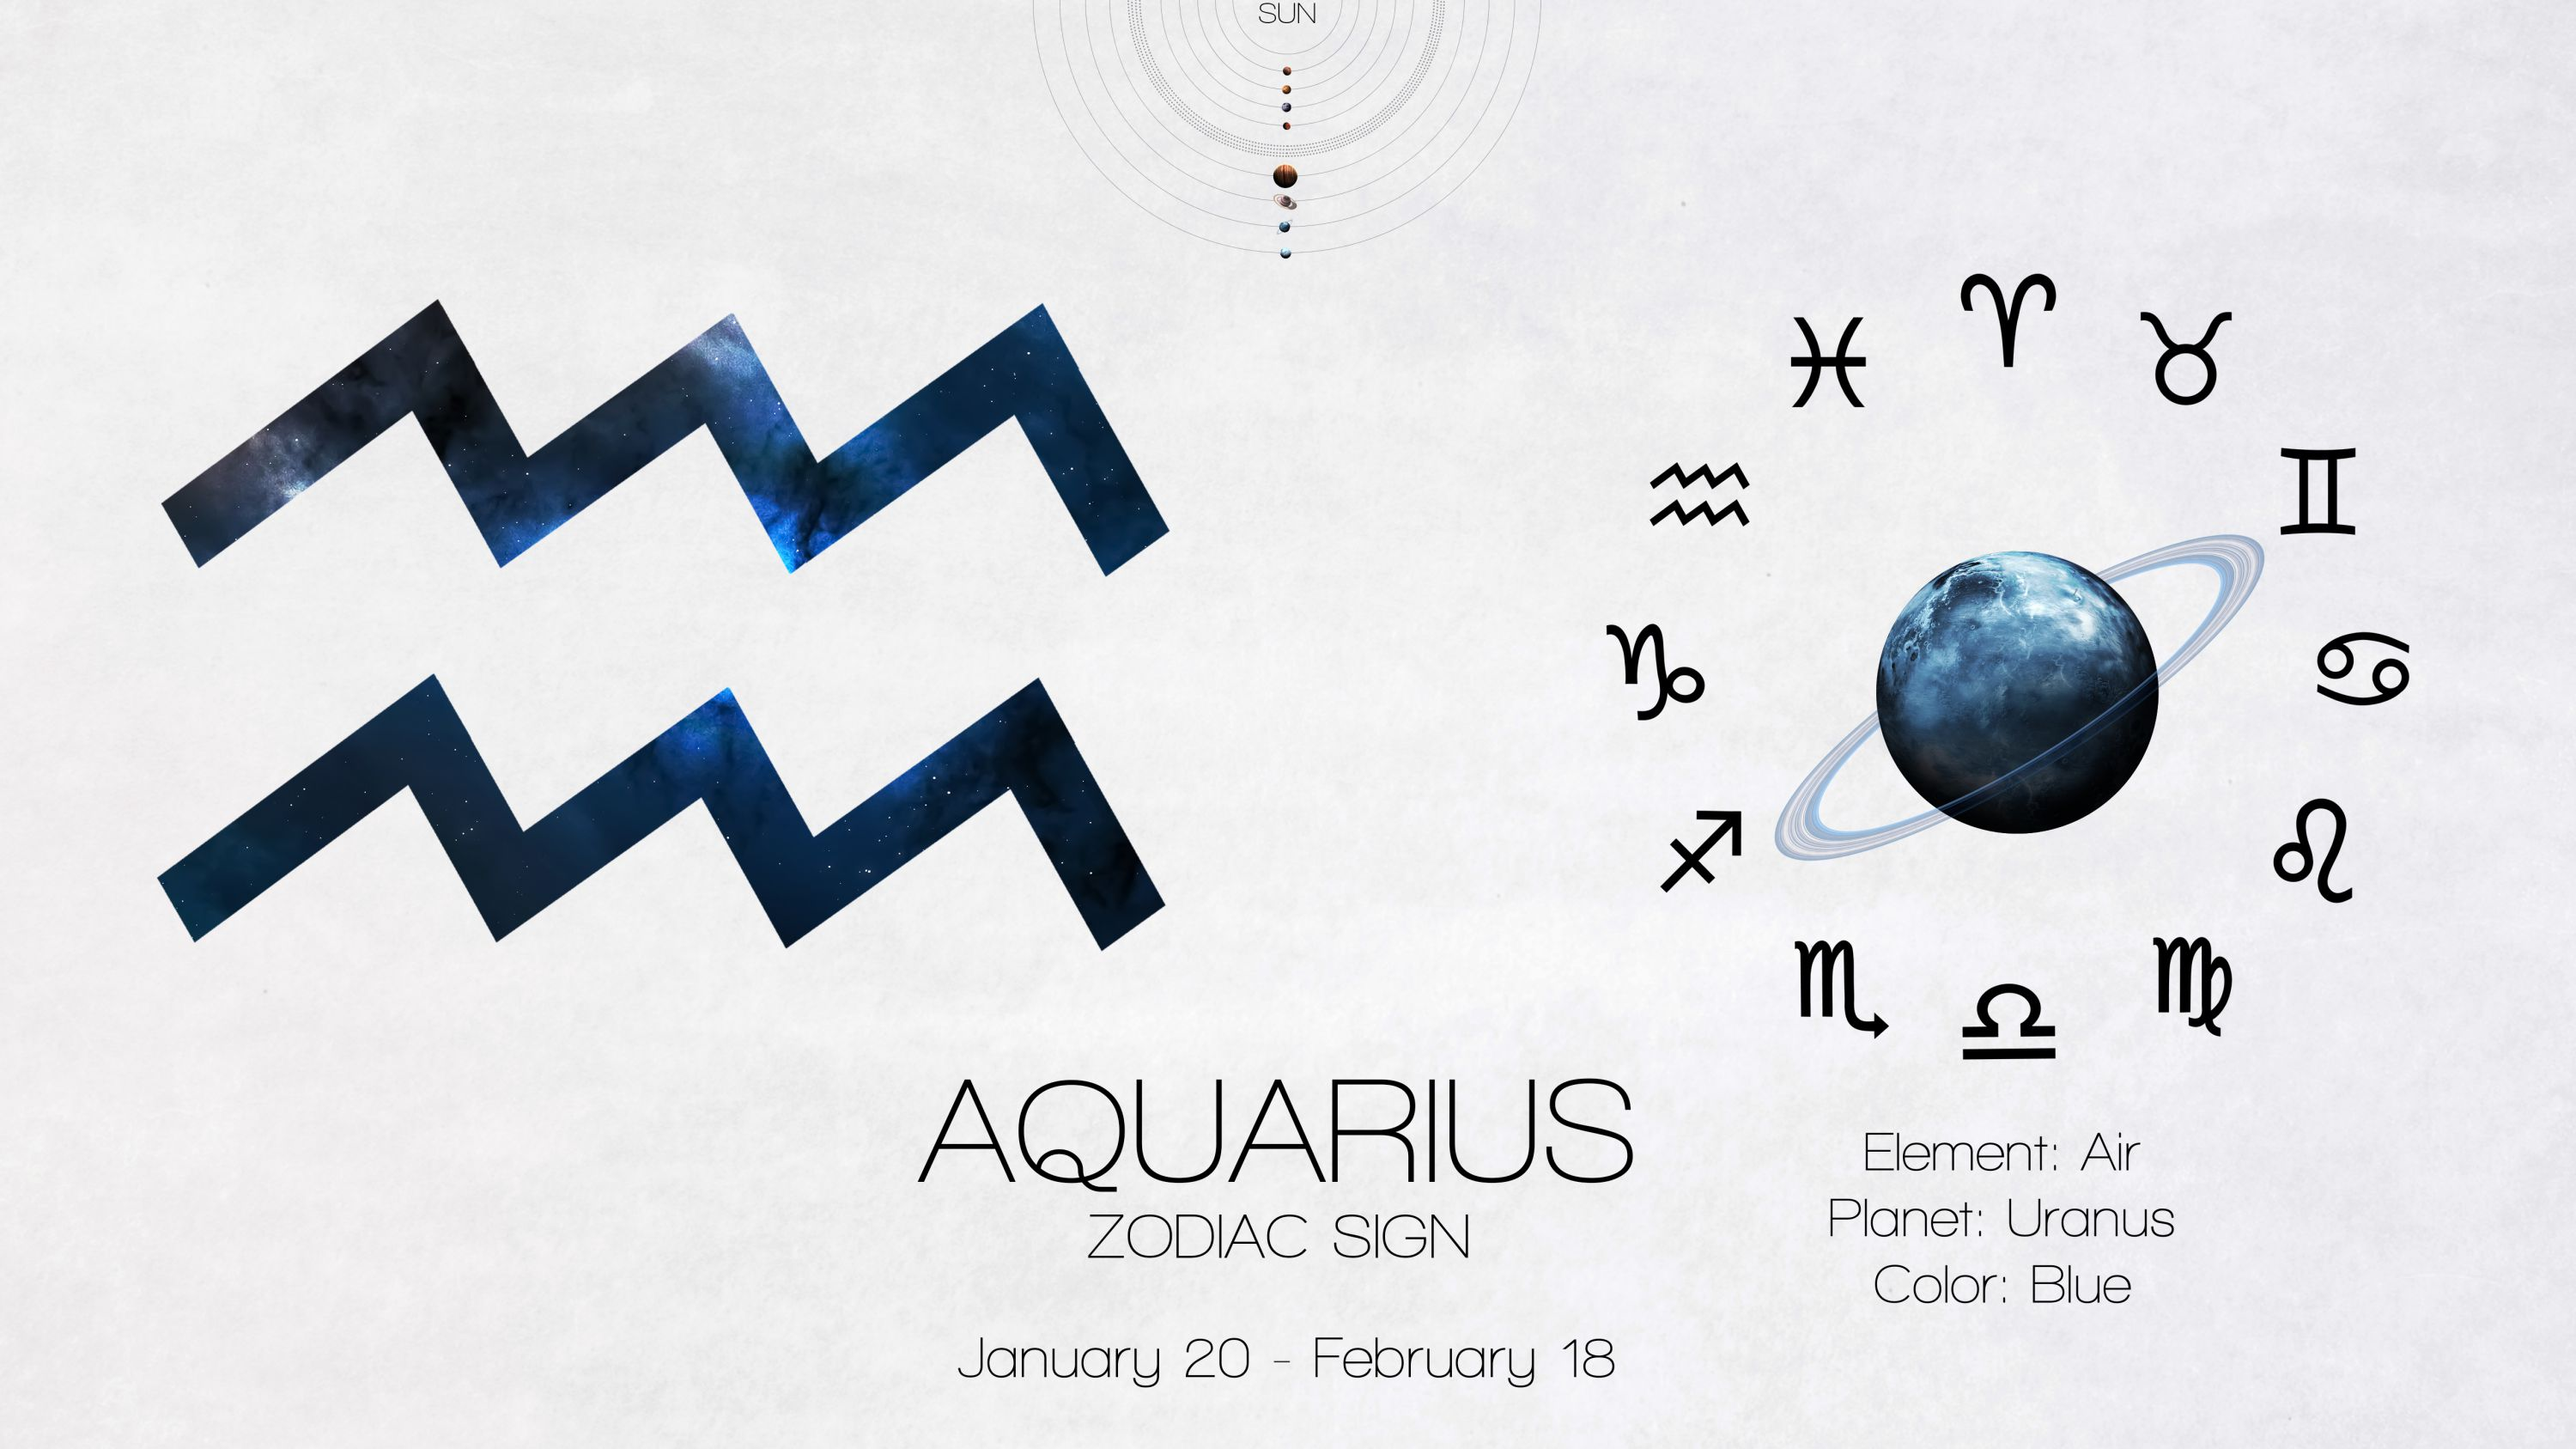 SUN
AQUARIUS
ZODIAC SIGN
January 20 - February 18
Element: Air
Planet: Uranus
Color: Blue